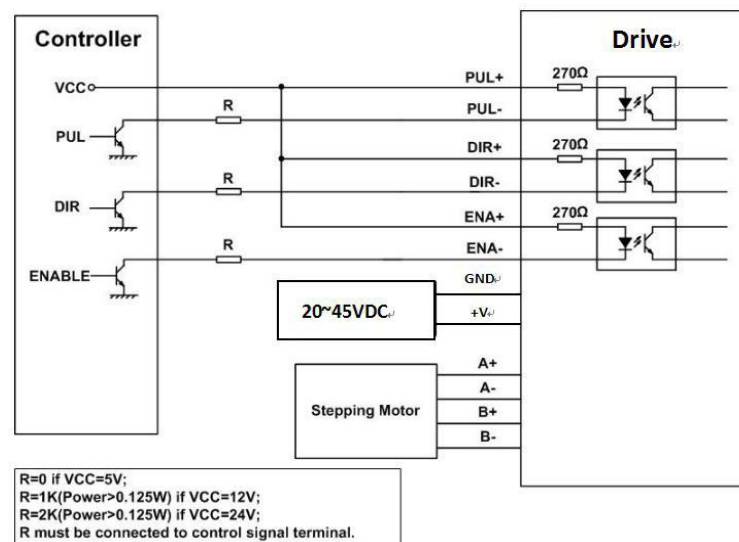 Controller
Drive
VCC
PUL+
270Ω
R
PUL
PUL-
DIR+
270Ω
R
DIR
DIR-
ENA+
270Ω
R
ENABLE
ENA-
GND
20~45VDC
+V
A+
A-
Stepping Motor
B+
B-
R=0 if VCC=5V;
R=1K(Power>0.125W) if VCC=12V;
R=2K(Power>0.125W) if VCC=24V;
R must be connected to control signal terminal.